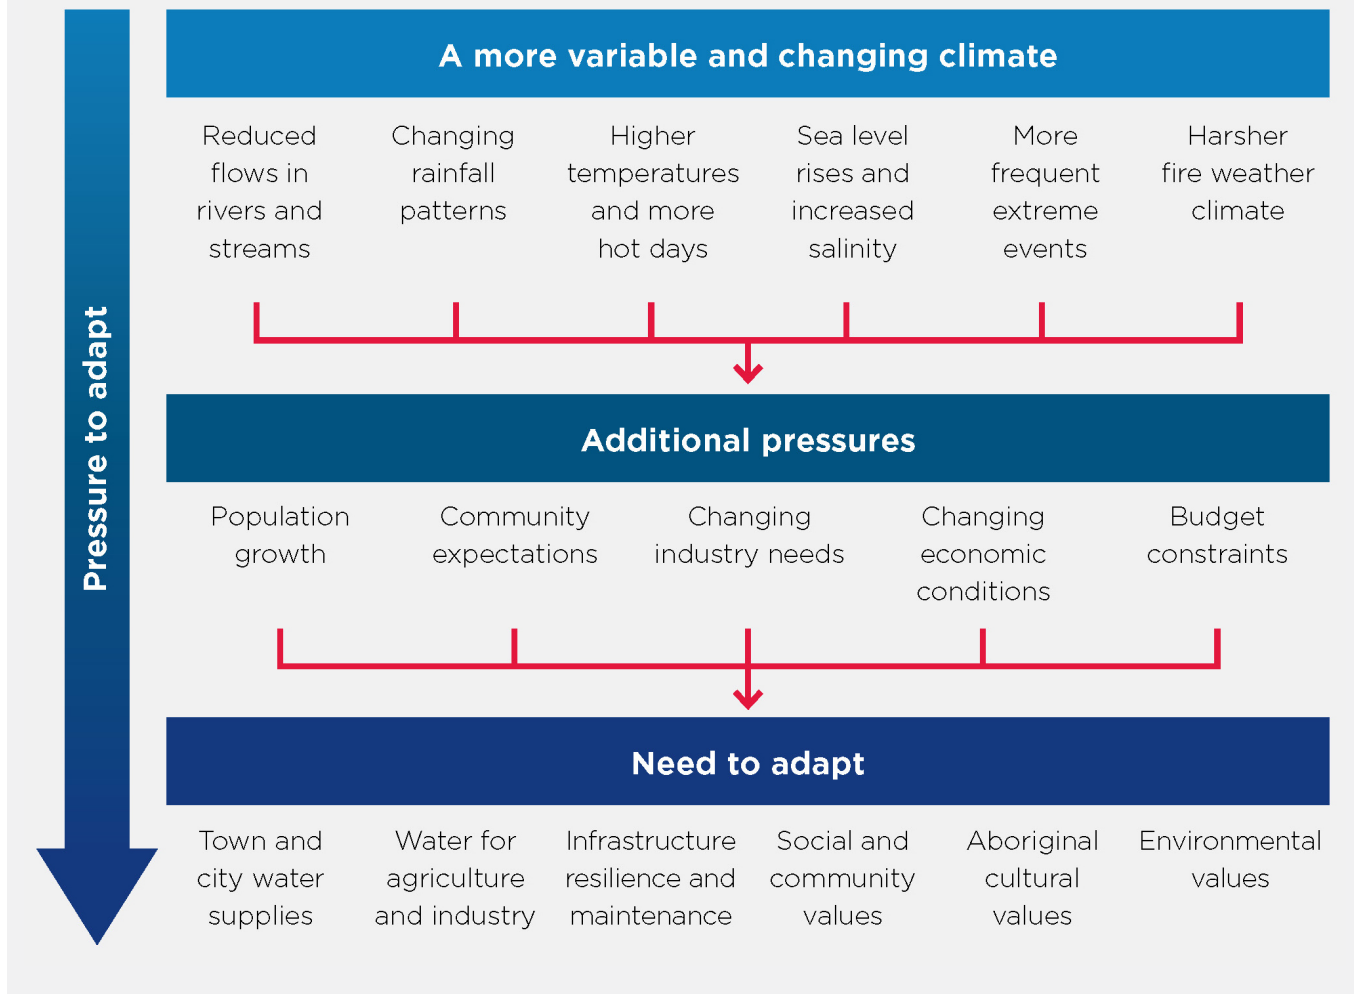 Pressure to adapt
A more variable and changing climate
Reduced
flows in
rivers and
streams
Changing
rainfall
patterns
Higher
temperatures
and more
hot days
Sea level
rises and
increased
salinity
More
frequent
extreme
events
Harsher
fire weather
climate
Additional pressures
Population
growth
Community
expectations
Changing
industry needs
Changing
economic
conditions
Budget
constraints
Need to adapt
Town and
city water
supplies
Water for
agriculture
and industry
Infrastructure
resilience and
maintenance
Social and
community
values
Aboriginal
cultural
values
Environmental
values